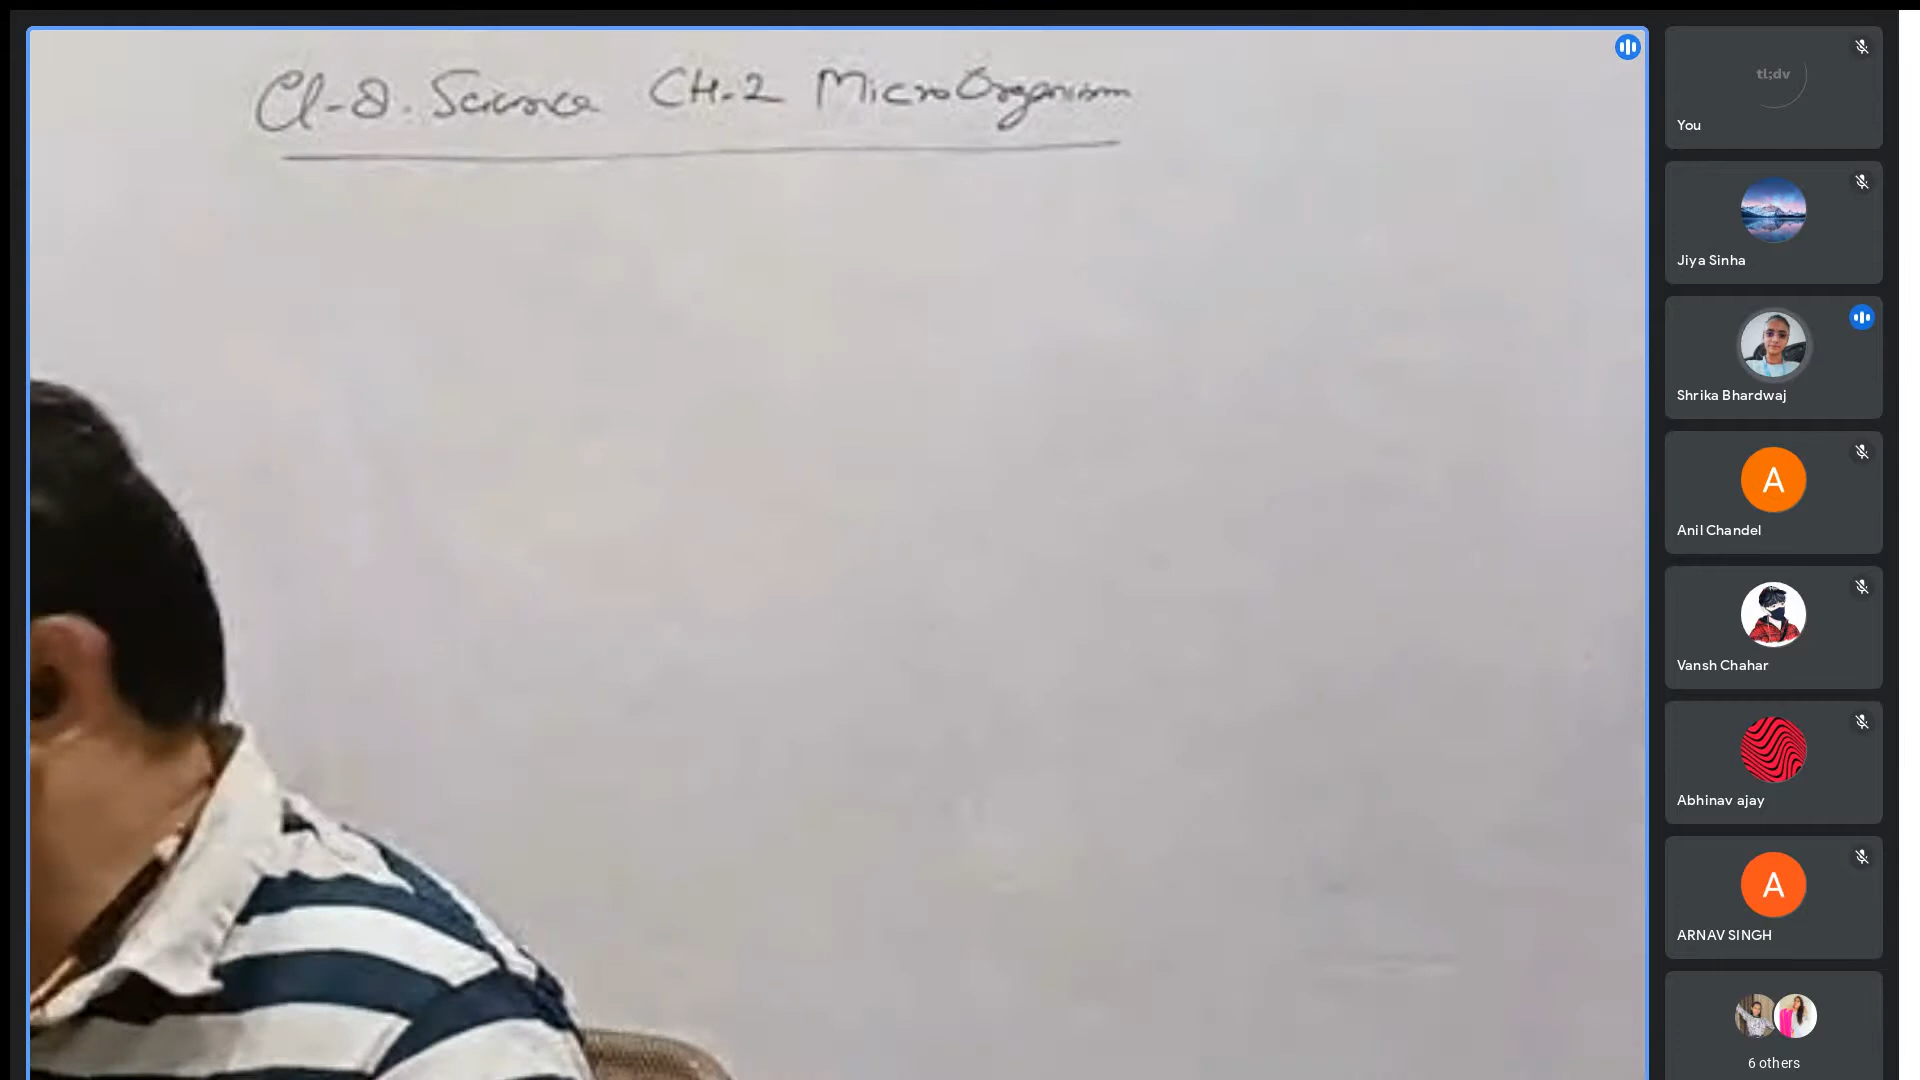 Cl-8. Science CH-2 MicroOrganism
tl;dv
You
Jiya Sinha
Shrika Bhardwaj
A
Anil Chandel
Vansh Chahar
Abhinav ajay
A
ARNAV SINGH
6 others